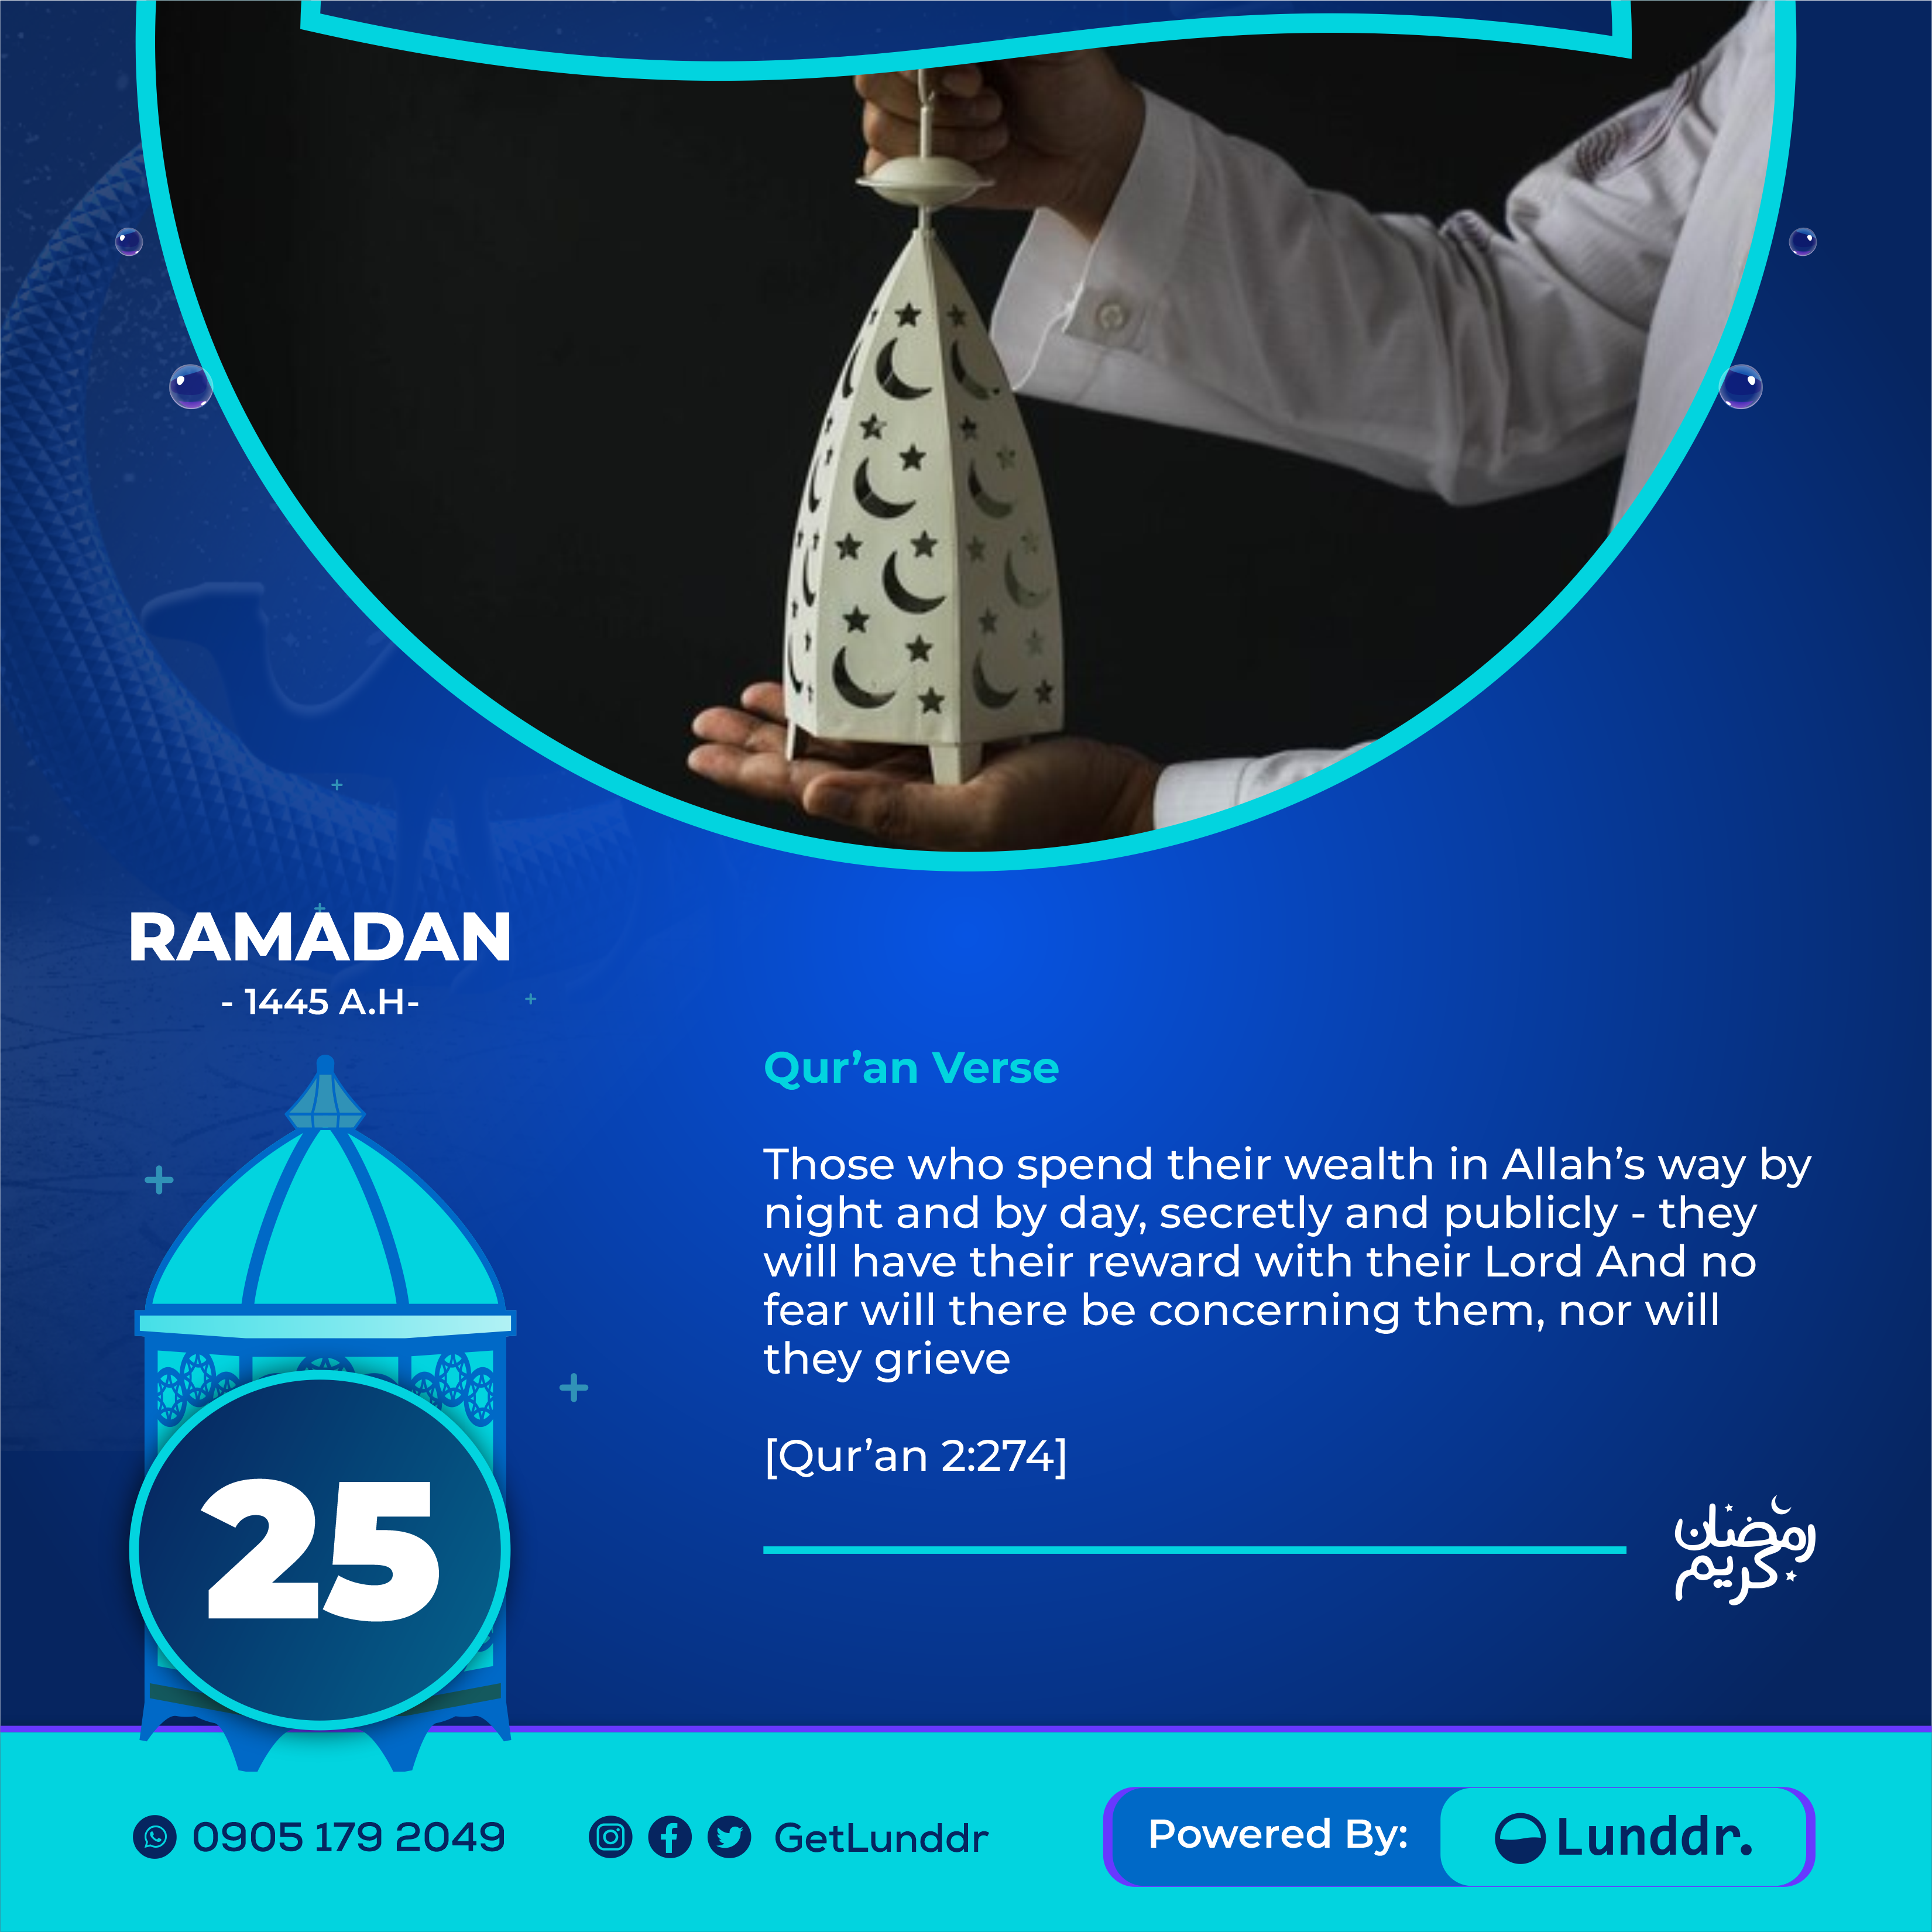 RAMADAN
- 1445 A.H-
Qur’an Verse
Those who spend their wealth in Allah’s way by
night and by day, secretly and publicly - they
will have their reward with their Lord And no
fear will there be concerning them, nor will
they grieve
[Qur’an 2:274]
25
رمضان
كريم
0905 179 2049
GetLunddr
Powered By:
Lunddr.